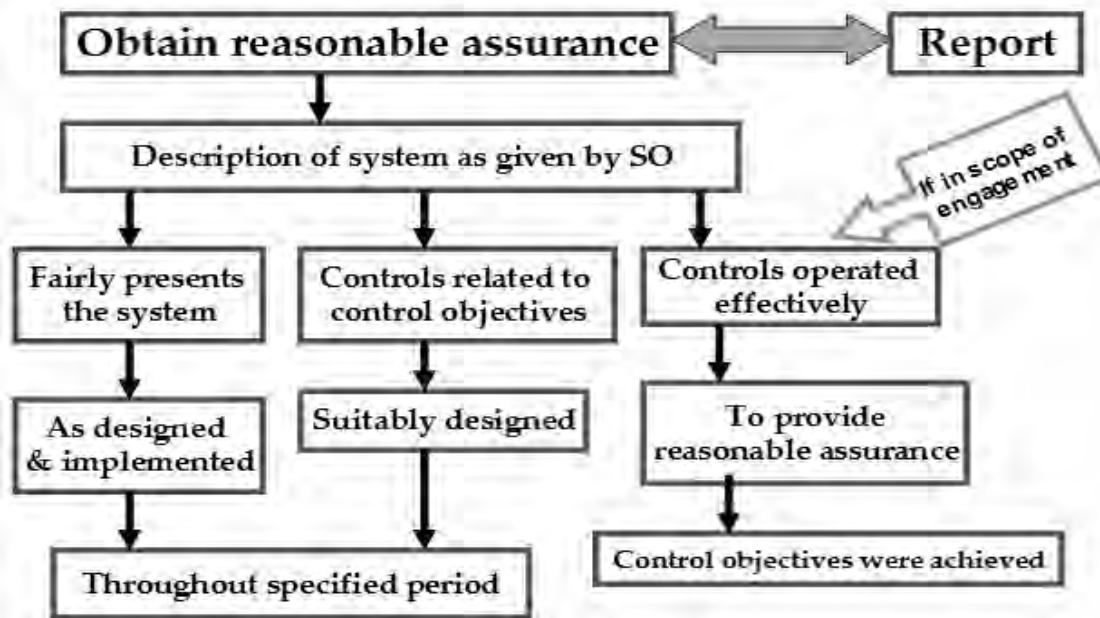 Obtain reasonable assurance
Report
Description of system as given by SO
If in scope of
engagement
Fairly presents
the system
Controls related to
control objectives
Controls operated
effectively
As designed
& implemented
Suitably designed
To provide
reasonable assurance
Throughout specified period
Control objectives were achieved